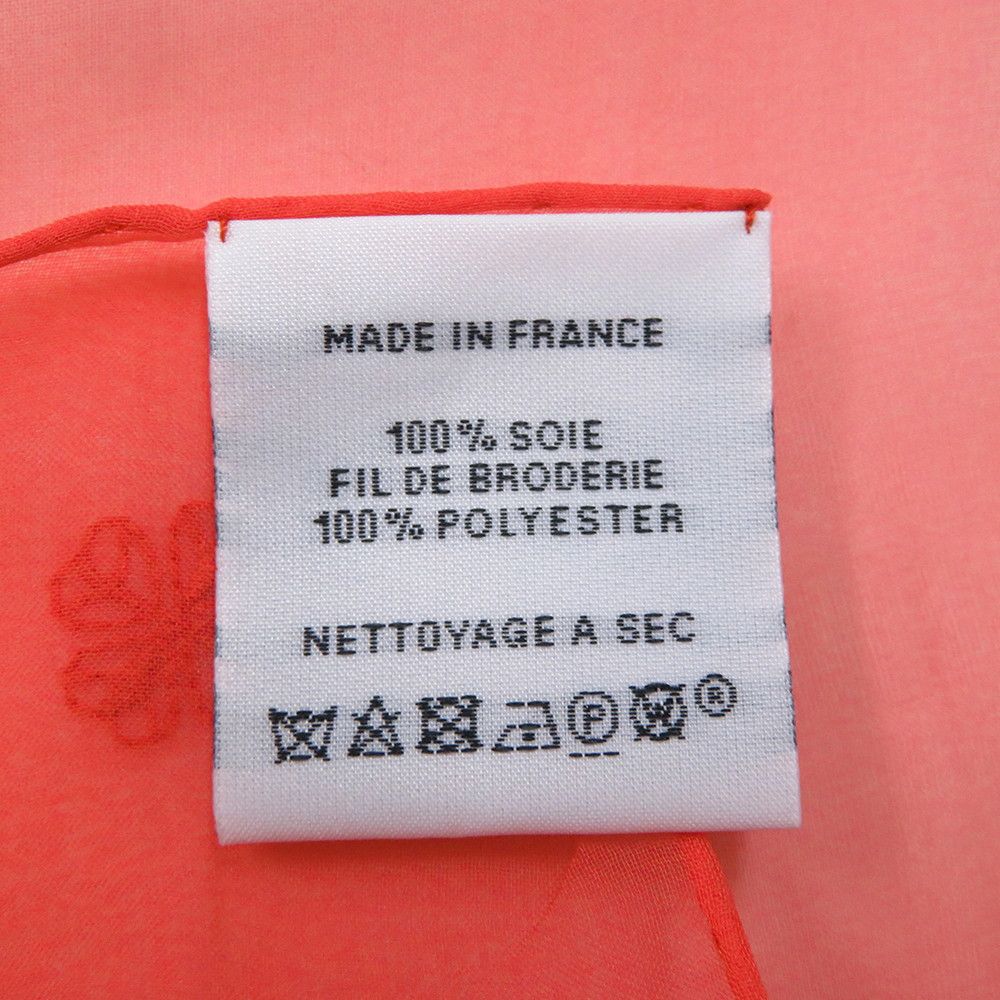 MADE IN FRANCE
100% SOIE
FIL DE BRODERIE
100% POLYESTER
NETTOYAGE A SEC
P W ®